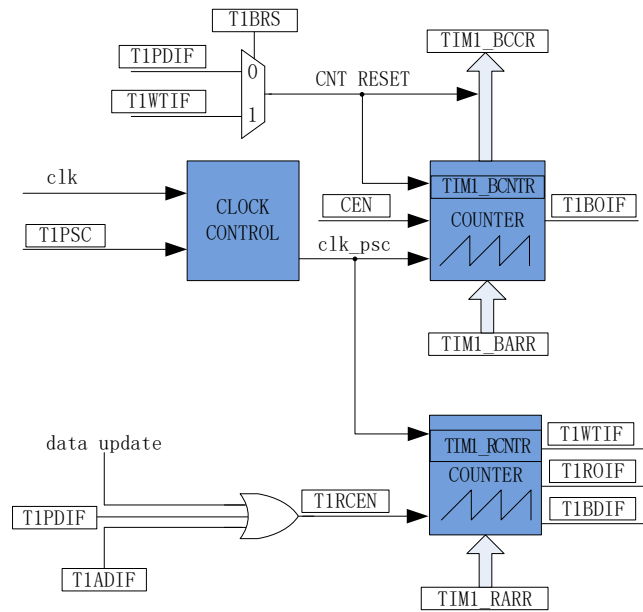 T1BRS
TIM1_BCCR
T1PDIF
0
CNT RESET
T1WTIF
1
clk
TIM1_BCNTR
CLOCK
CONTROL
CEN
COUNTER
T1BOIF
T1PSC
clk_psc
TIM1_BARR
data update
TIM1_RCNTR
T1WTIF
COUNTER
T1ROIF
T1PDIF
T1RCEN
T1BDIF
T1ADIF
TIM1_RARR